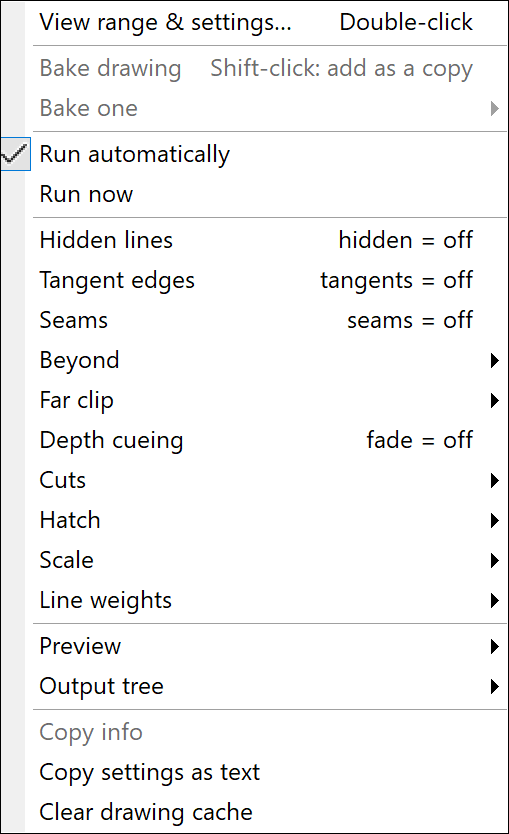 View range & settings... Double-click
Bake drawing Shift-click: add as a copy
Bake one
Run automatically
Run now
Hidden lines hidden = off
Tangent edges tangents = off
Seams seams = off
Beyond
Far clip
Depth cueing fade = off
Cuts
Hatch
Scale
Line weights
Preview
Output tree
Copy info
Copy settings as text
Clear drawing cache